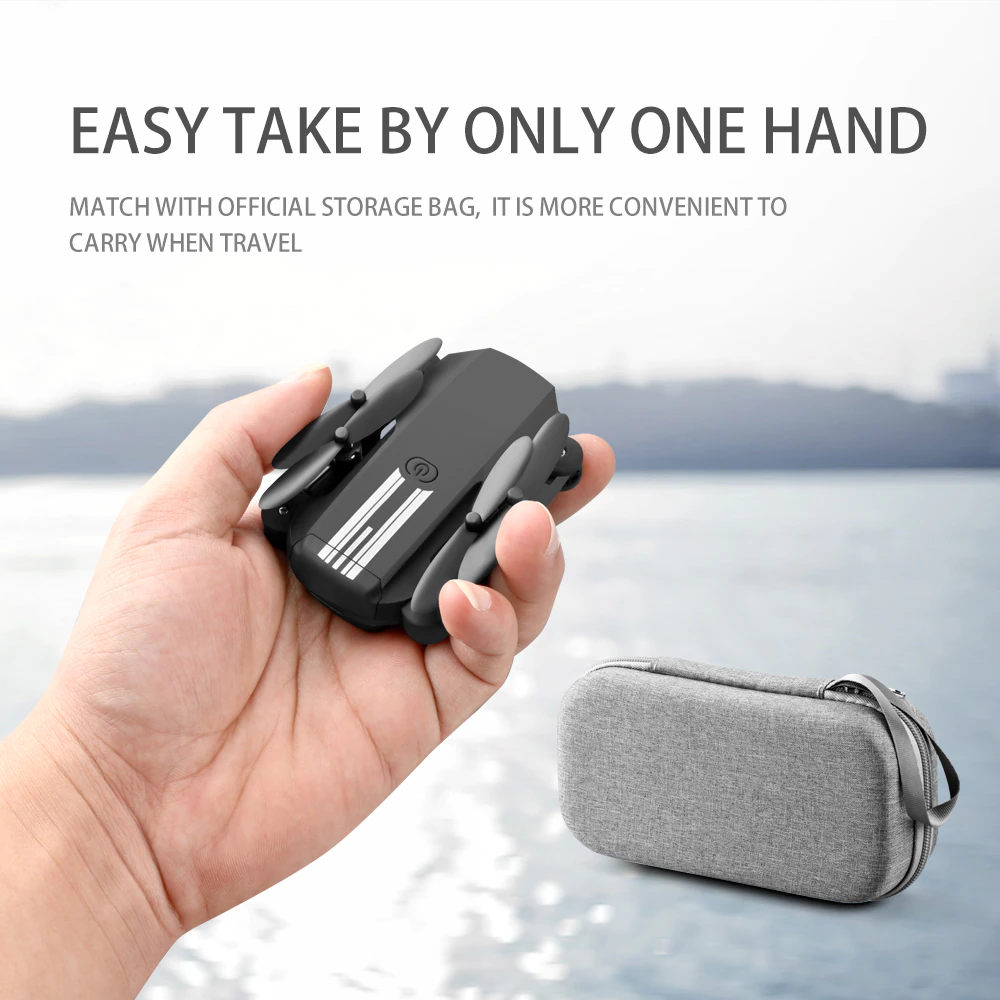 EASY TAKE BY ONLY ONE HAND
MATCH WITH OFFICIAL STORAGE BAG, IT IS MORE CONVENIENT TO
CARRY WHEN TRAVEL